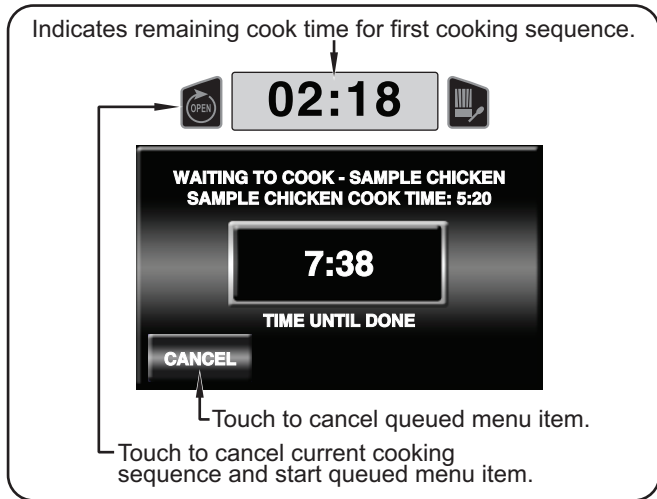 Indicates remaining cook time for first cooking sequence.
OPEN
02:18
WAITING TO COOK - SAMPLE CHICKEN
SAMPLE CHICKEN COOK TIME: 5:20
7:38
TIME UNTIL DONE
CANCEL
Touch to cancel queued menu item.
Touch to cancel current cooking
sequence and start queued menu item.